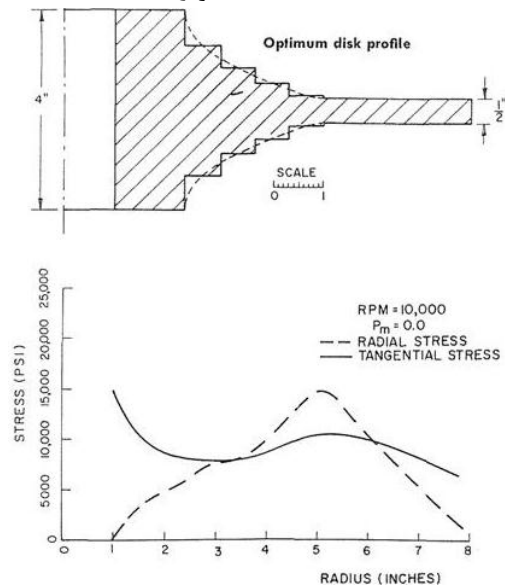 Optimum disk profile
4"
1/2"
SCALE
0 1
RPM = 10,000
Pm = 0.0
RADIAL STRESS
TANGENTIAL STRESS
STRESS (PSI)
25,000
20,000
15,000
10,000
5000
0
0 1 2 3 4 5 6 7 8
RADIUS (INCHES)